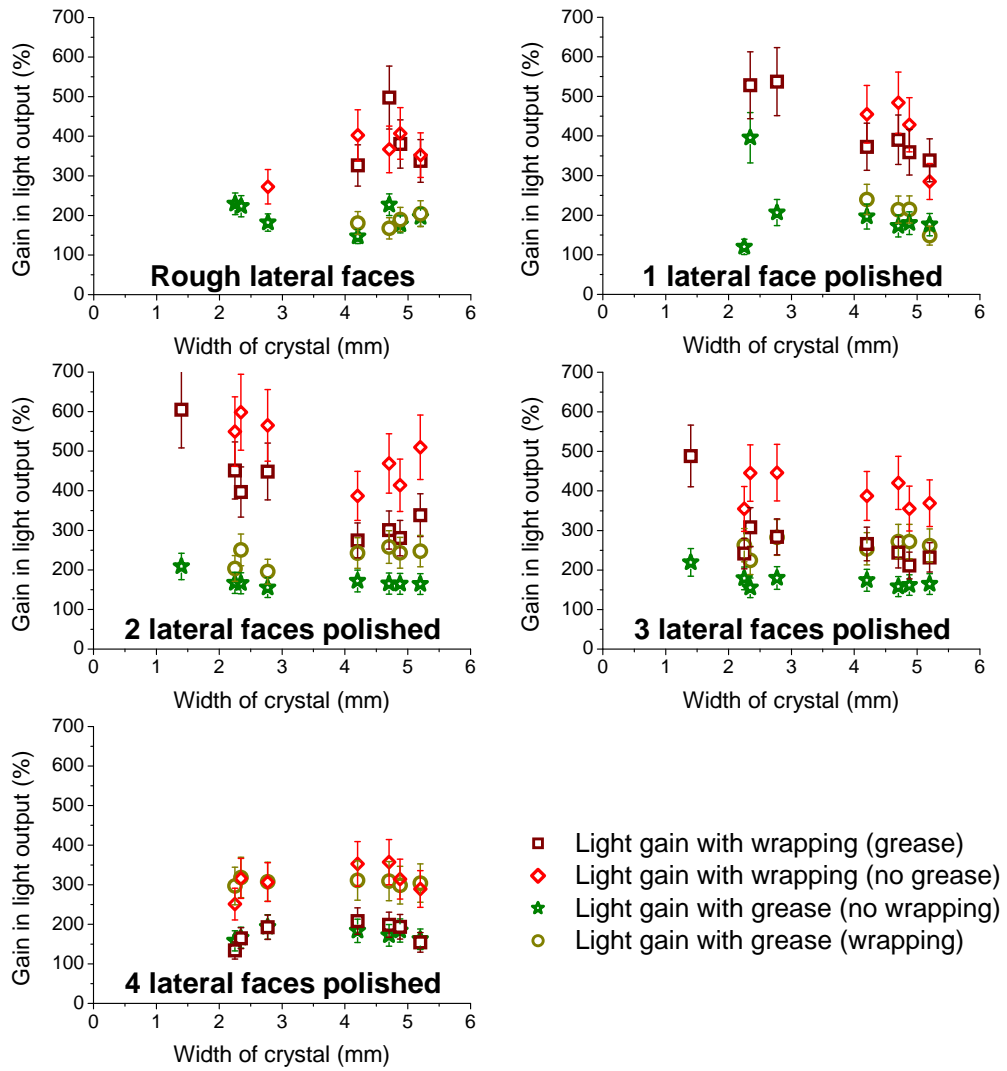 700
600
500
400
300
200
100
0
Gain in light output (%)
Rough lateral faces
0 1 2 3 4 5 6
Width of crystal (mm)
700
600
500
400
300
200
100
0
Gain in light output (%)
1 lateral face polished
0 1 2 3 4 5 6
Width of crystal (mm)
700
600
500
400
300
200
100
0
Gain in light output (%)
2 lateral faces polished
0 1 2 3 4 5 6
Width of crystal (mm)
700
600
500
400
300
200
100
0
Gain in light output (%)
3 lateral faces polished
0 1 2 3 4 5 6
Width of crystal (mm)
700
600
500
400
300
200
100
0
Gain in light output (%)
4 lateral faces polished
0 1 2 3 4 5 6
Width of crystal (mm)
Light gain with wrapping (grease)
Light gain with wrapping (no grease)
Light gain with grease (no wrapping)
Light gain with grease (wrapping)